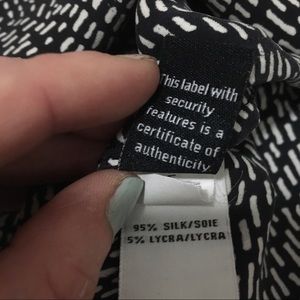 This label with
security
features is a
certificate of
authenticity
95% SILK/SOIE
5% LYCRA/LYCRA